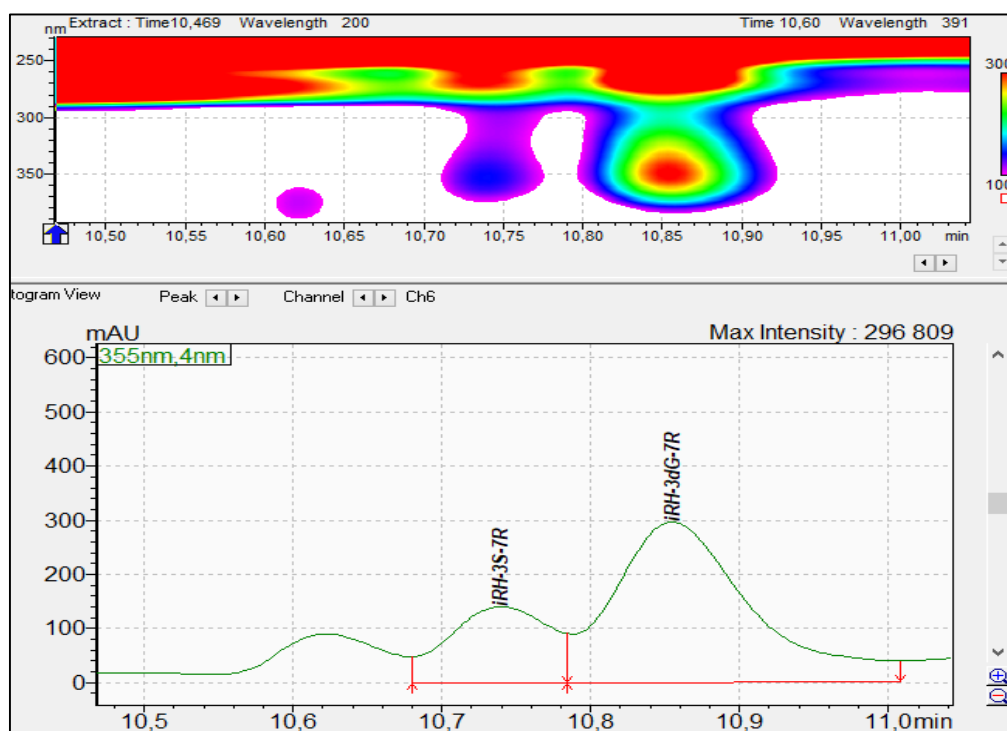 Extract : Time10,469 Wavelength 200 Time 10,60 Wavelength 391
nm
250
300
350
10,50 10,55 10,60 10,65 10,70 10,75 10,80 10,85 10,90 10,95 11,00 min
300
100
togram View Peak Channel Ch6
mAU Max Intensity : 296 809
355nm,4nm
600
500
400
300
200
100
0
iRH-3S-7R
iRH-3dG-7R
10,5 10,6 10,7 10,8 10,9 11,0min